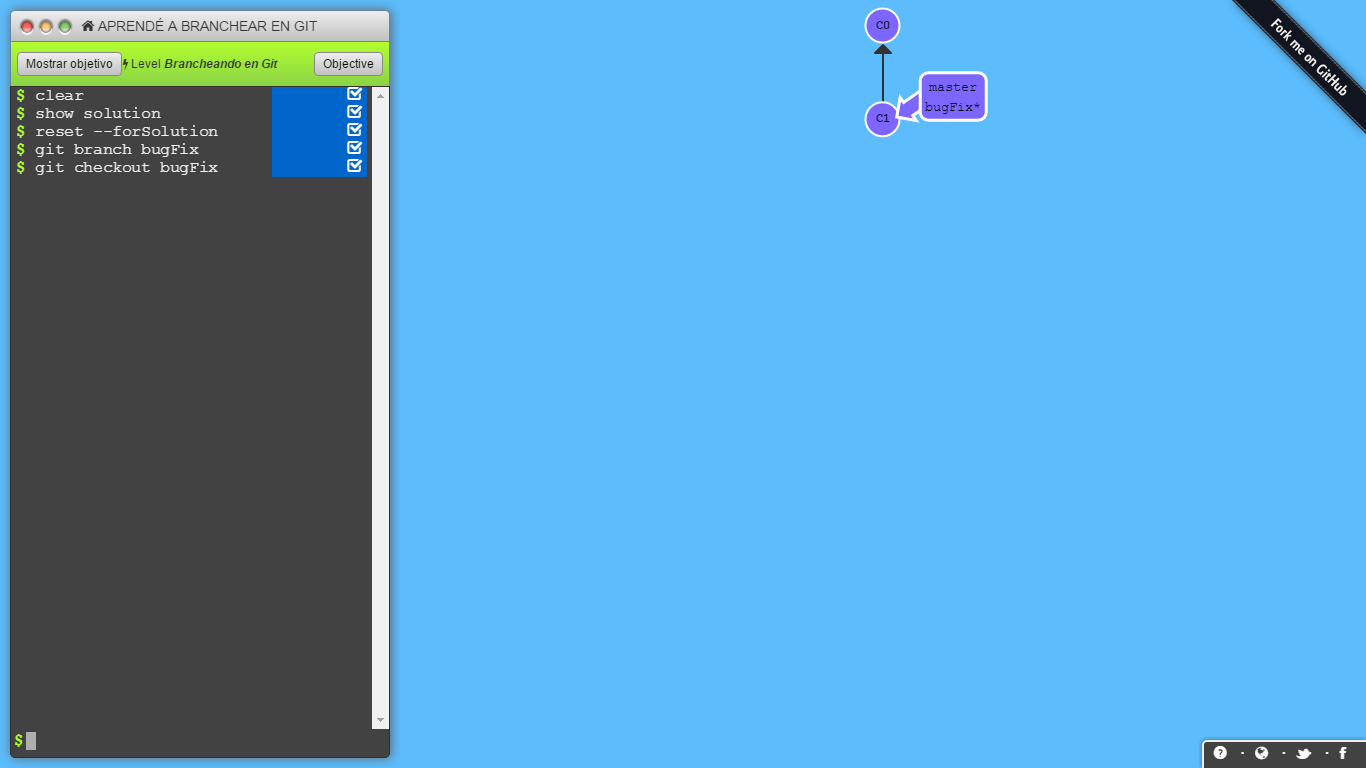 APRENDÉ A BRANCHEAR EN GIT
Mostrar objetivo Level Brancheando en Git Objective
$ clear
$ show solution
$ reset --forSolution
$ git branch bugFix
$ git checkout bugFix
$
C0
master
bugFix*
C1
Fork me on GitHub